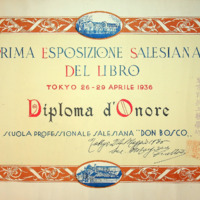 PRIMA ESPOSIZIONE SALESIANA
DEL LIBRO
TOKYO 26-29 APRILE 1936
Diploma d'Onore
SCUOLA PROFESSIONALE SALESIANA "DON BOSCO"